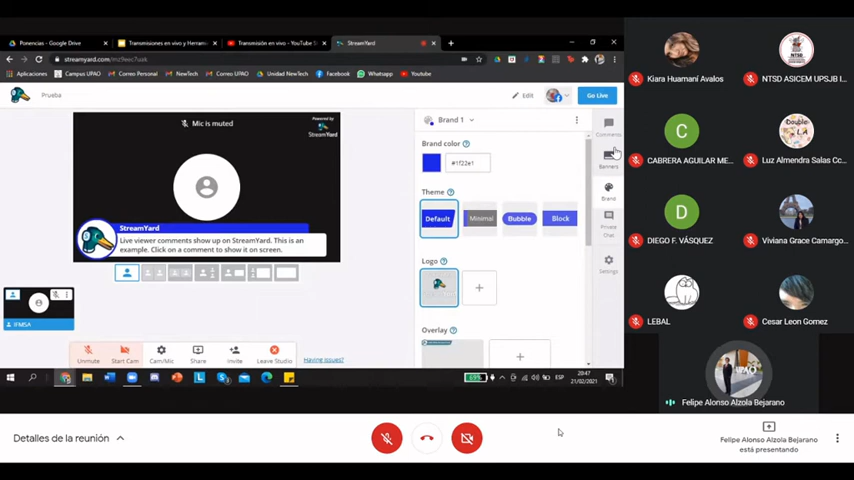 Ponencias - Google Drive
Transmisiones en vivo y Herram
Transmisión en vivo - YouTube S
StreamYard
streamyard.com/mz9eec7usk
Aplicaciones
Correo UPAO
Formación
NewTech
Correo UPAO
Unidad NewTech
Facebook
Whatsapp
Youtube
Prueba
Edit
Go Live
Mic is muted
Powered by
StreamYard
StreamYard
Live viewer comments show up on StreamYard. This is an
example. Click on a comment to show it on screen.
IFMSA
Unmute
Start Cam
Cam/Mic
Share
Invite
Leave Studio
Having issues?
Brand 1
Brand color
#1f22e1
Theme
Default
Minimal
Bubble
Block
Logo
Overlay
Comments
Banners
Brand
Private
Chat
Settings
69%
ESP
20:47
21/02/2021
Kiara Huamaní Avalos
NTSD ASICEM UPSJB I...
C
CABRERA AGUILAR ME...
Double
Luz Almendra Salas Cc...
D
DIEGO F. VÁSQUEZ
Viviana Grace Camargo...
LEBAL
Cesar Leon Gomez
UPAO
Felipe Alonso Alzola Bejarano
Detalles de la reunión
Felipe Alonso Alzola Bejarano
está presentando